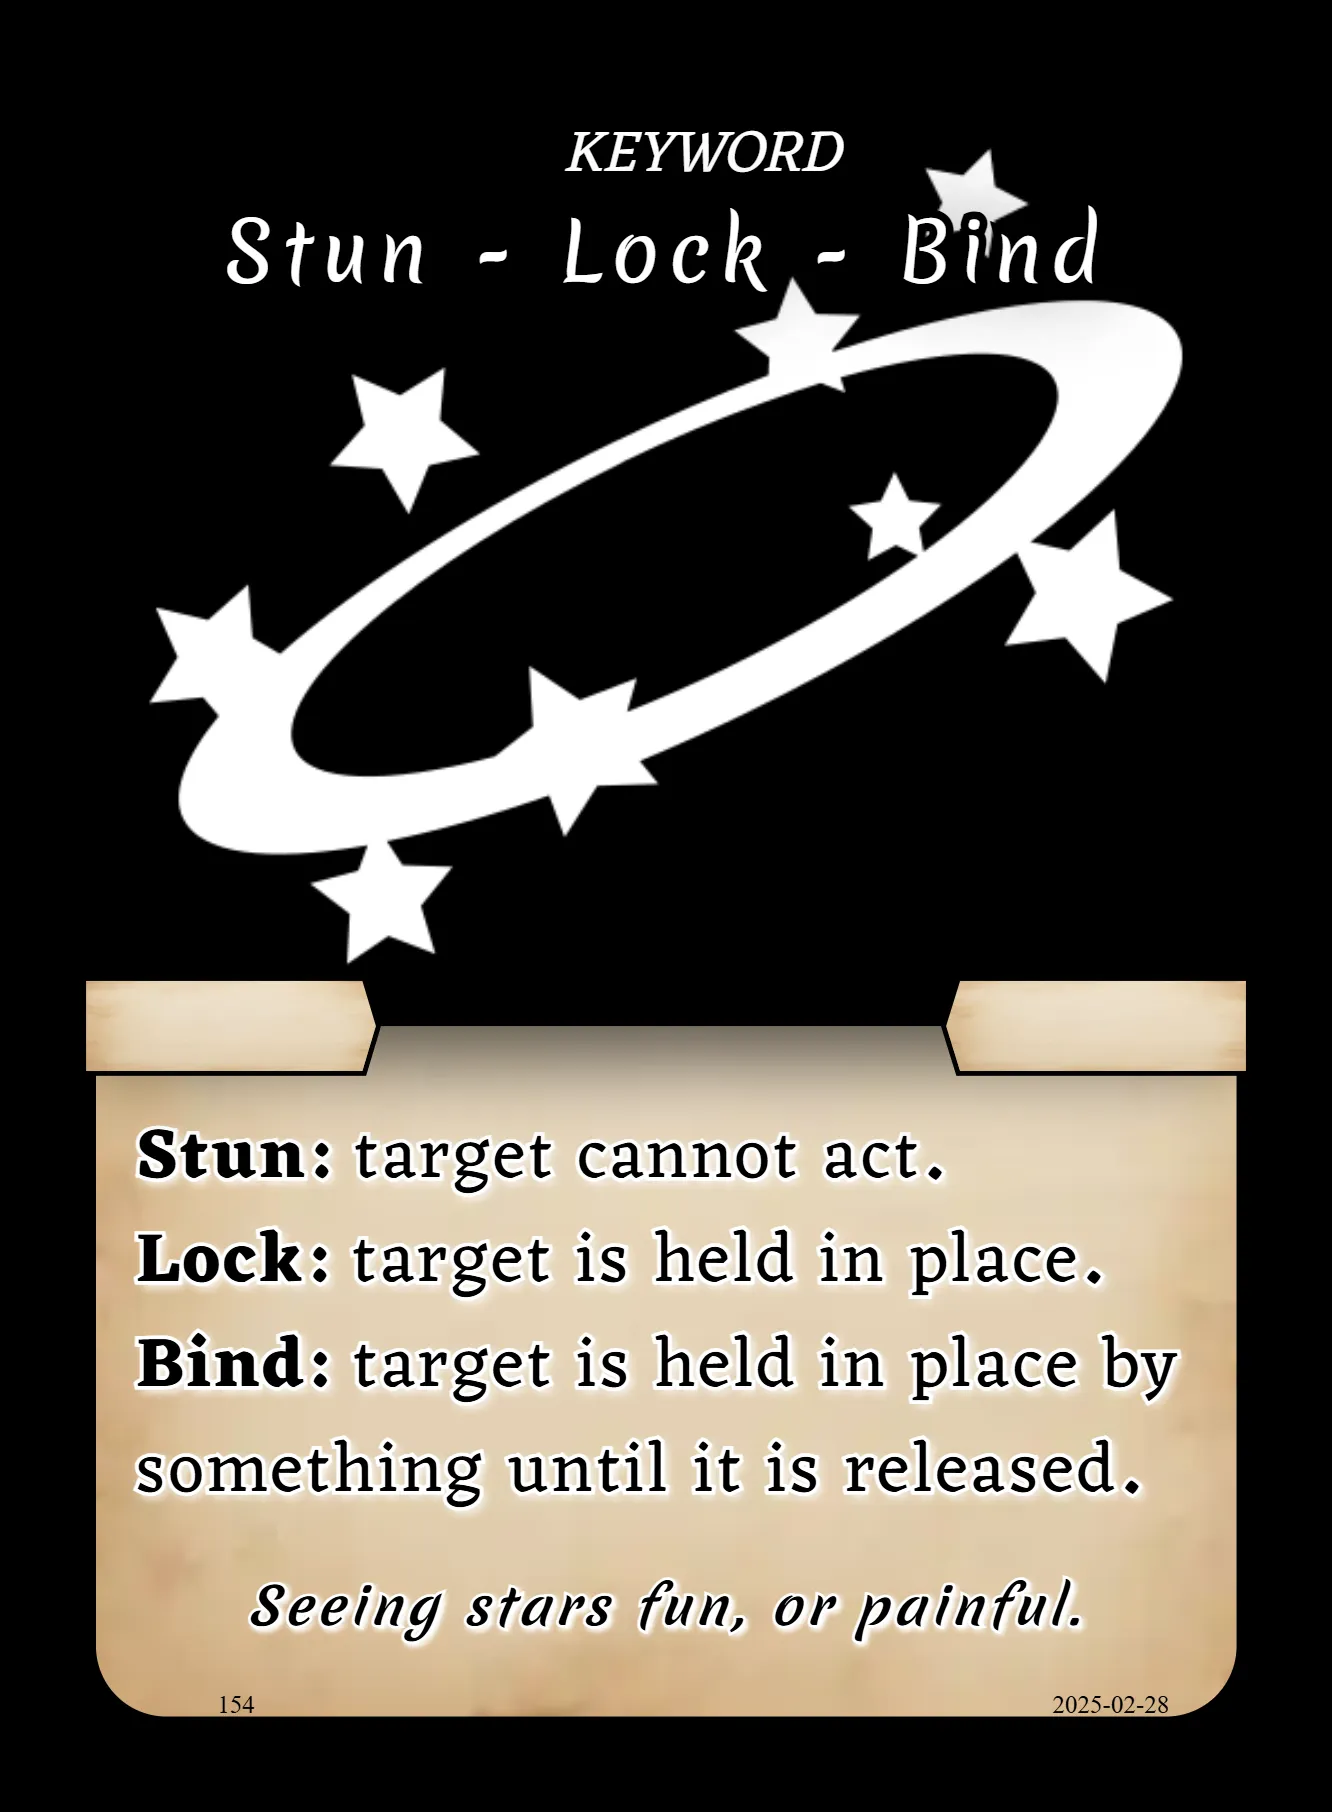 KEYWORD
Stun - Lock - Bind
Stun: target cannot act.
Lock: target is held in place.
Bind: target is held in place by
something until it is released.
Seeing stars fun, or painful.
154
2025-02-28